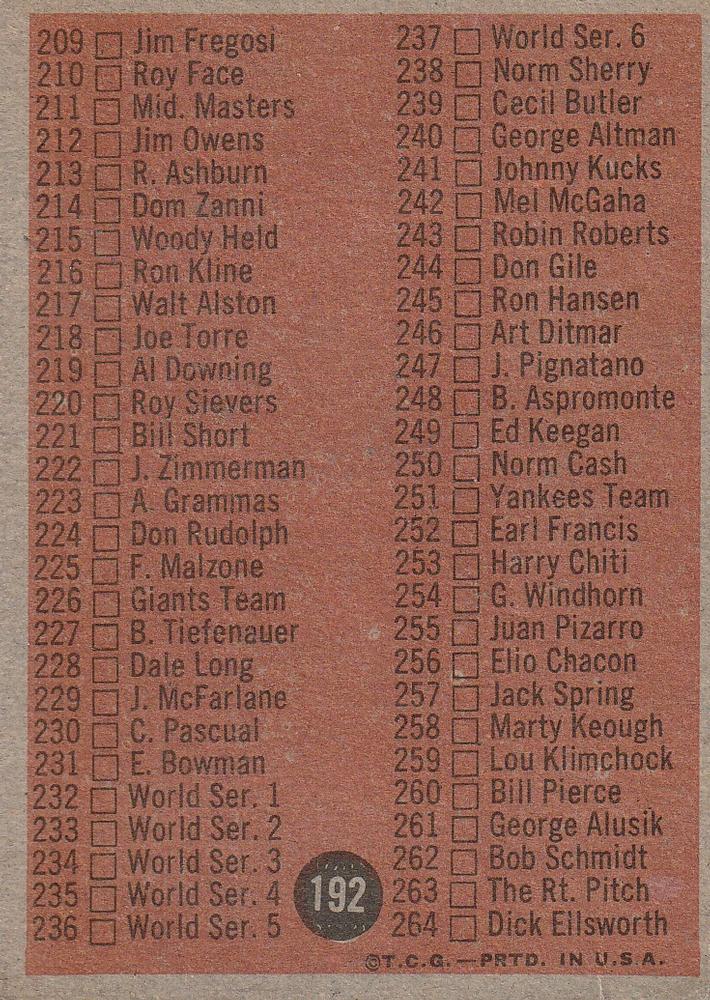 209 Jim Fregosi
210 Roy Face
211 Mid. Masters
212 Jim Owens
213 R. Ashburn
214 Dom Zanni
215 Woody Held
216 Ron Kline
217 Walt Alston
218 Joe Torre
219 Al Downing
220 Roy Sievers
221 Bill Short
222 J. Zimmerman
223 A. Grammas
224 Don Rudolph
225 F. Malzone
226 Giants Team
227 B. Tiefenauer
228 Dale Long
229 J. McFarlane
230 C. Pascual
231 E. Bowman
232 World Ser. 1
233 World Ser. 2
234 World Ser. 3
235 World Ser. 4
236 World Ser. 5
237 World Ser. 6
238 Norm Sherry
239 Cecil Butler
240 George Altman
241 Johnny Kucks
242 Mel McGaha
243 Robin Roberts
244 Don Gile
245 Ron Hansen
246 Art Ditmar
247 J. Pignatano
248 B. Aspromonte
249 Ed Keegan
250 Norm Cash
251 Yankees Team
252 Earl Francis
253 Harry Chiti
254 G. Windhorn
255 Juan Pizarro
256 Elio Chacon
257 Jack Spring
258 Marty Keough
259 Lou Klimchock
260 Bill Pierce
261 George Alusik
262 Bob Schmidt
263 The Rt. Pitch
264 Dick Ellsworth
192
©T.C.G.—PRTD. IN U.S.A.